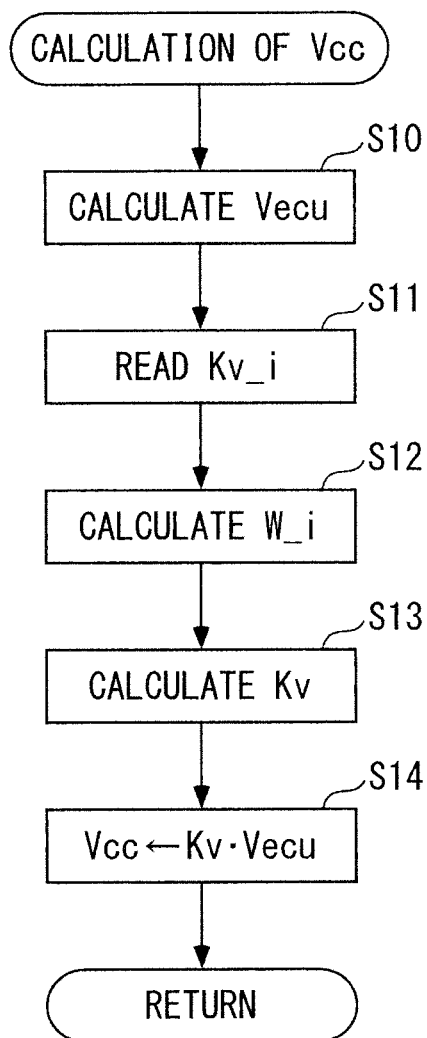 CALCULATION OF Vcc
S10
CALCULATE Vecu
S11
READ Kv_i
S12
CALCULATE W_i
S13
CALCULATE Kv
S14
Vcc←Kv·Vecu
RETURN